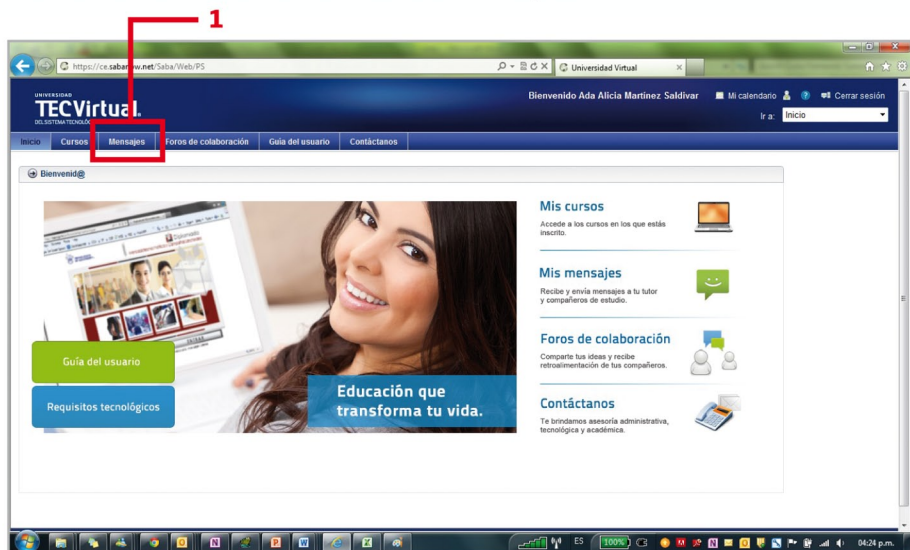 1
https://ce.sabanow.net/Saba/Web/PS
Universidad Virtual
UNIVERSIDAD
TECVirtual.
DEL SISTEMA
Bienvenido Ada Alicia Martinez Saldivar
Mi calendario
Cerrar sesión
Ir a: Inicio
Inicio Cursos Mensajes Foros de colaboración Guía del usuario Contáctanos
Bienvenid@
Diplomado
Guía del usuario
Requisitos tecnológicos
Educación que
transforma tu vida.
Mis cursos
Accede a los cursos en los que estás
inscrito.
Mis mensajes
Recibe y envía mensajes a tu tutor
y compañeros de estudio.
Foros de colaboración
Comparte tus ideas y recibe
retroalimentación de tus compañeros.
Contáctanos
Te brindamos asesoría administrativa,
tecnológica y académica.
ES
100%
04:24 p.m.